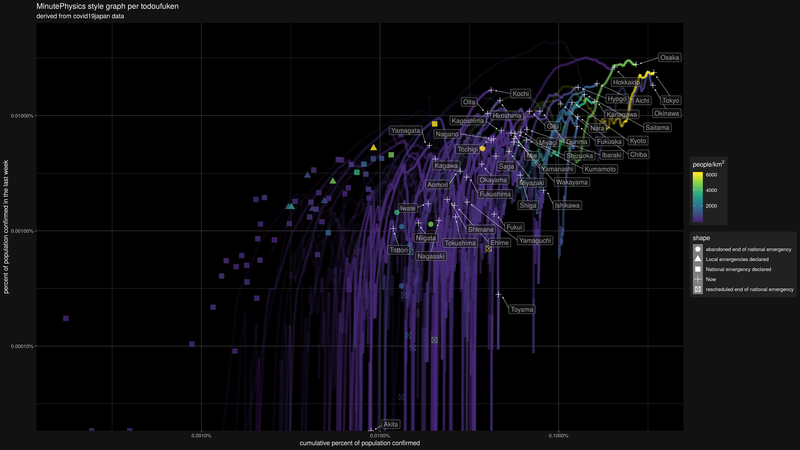 MinutePhysics style graph per todoufuken
derived from covid19japan data
percent of population confirmed in the last week
0.01000%
0.00100%
0.00010%
Osaka
Hokkaido
Kochi
Tokyo
Hyogo
Aichi
Oita
Okinawa
Hiroshima
Kanagawa
Kagoshima
Gifu
Saitama
Yamagata
Nara
Nagano
Miyagi
Gunma
Fukuoka
Kyoto
Tochigi
Mie
Shizuoka
Ibaraki
Chiba
Kagawa
Saga
Yamanashi
Kumamoto
Aomori
Okayama
Miyazaki
Wakayama
Fukushima
Iwate
Shiga
Ishikawa
Shimane
Fukui
Niigata
Tottori
Tokushima
Ehime
Yamaguchi
Nagasaki
Toyama
Akita
0.0010%
0.0100%
0.1000%
cumulative percent of population confirmed
people/km²
6000
4000
2000
shape
abandoned end of national emergency
Local emergencies declared
National emergency declared
Now
rescheduled end of national emergency